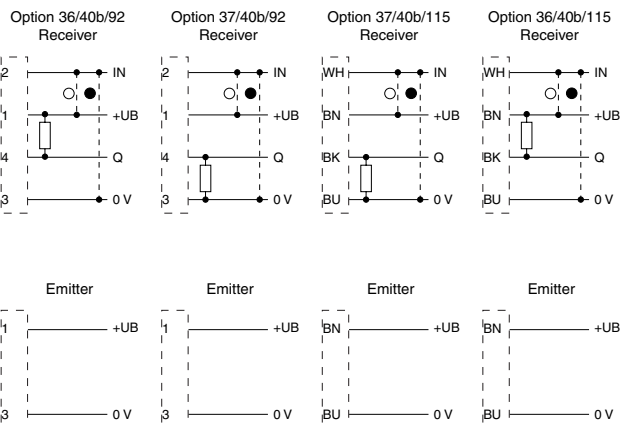 Option 36/40b/92
Receiver
2 IN
1 +UB
4 Q
3 0 V
Option 37/40b/92
Receiver
2 IN
1 +UB
4 Q
3 0 V
Option 37/40b/115
Receiver
WH IN
BN +UB
BK Q
BU 0 V
Option 36/40b/115
Receiver
WH IN
BN +UB
BK Q
BU 0 V
Emitter
1 +UB
3 0 V
Emitter
1 +UB
3 0 V
Emitter
BN +UB
BU 0 V
Emitter
BN +UB
BU 0 V